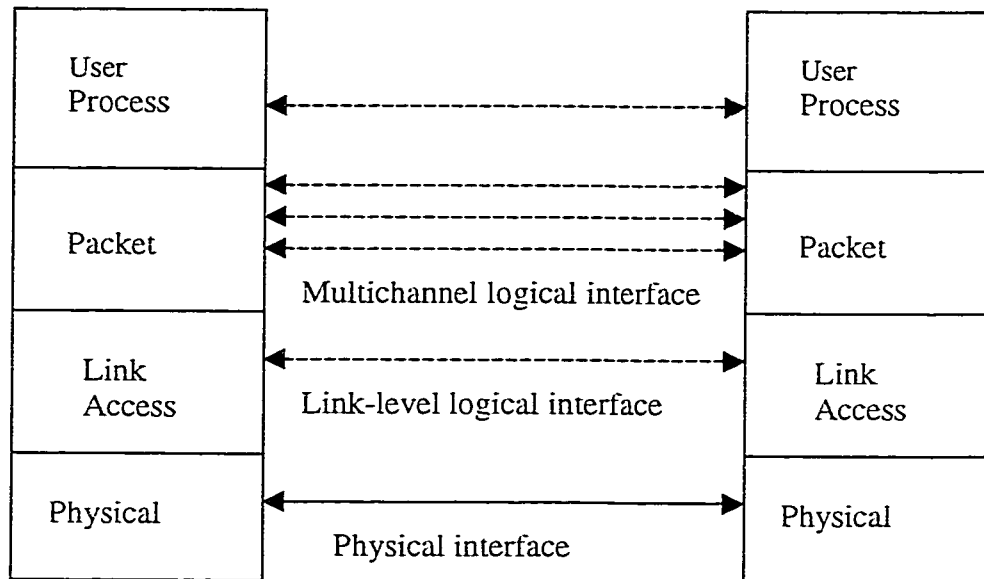 User
Process
User
Process
Packet
Packet
Multichannel logical interface
Link
Access
Link
Access
Link-level logical interface
Physical
Physical
Physical interface